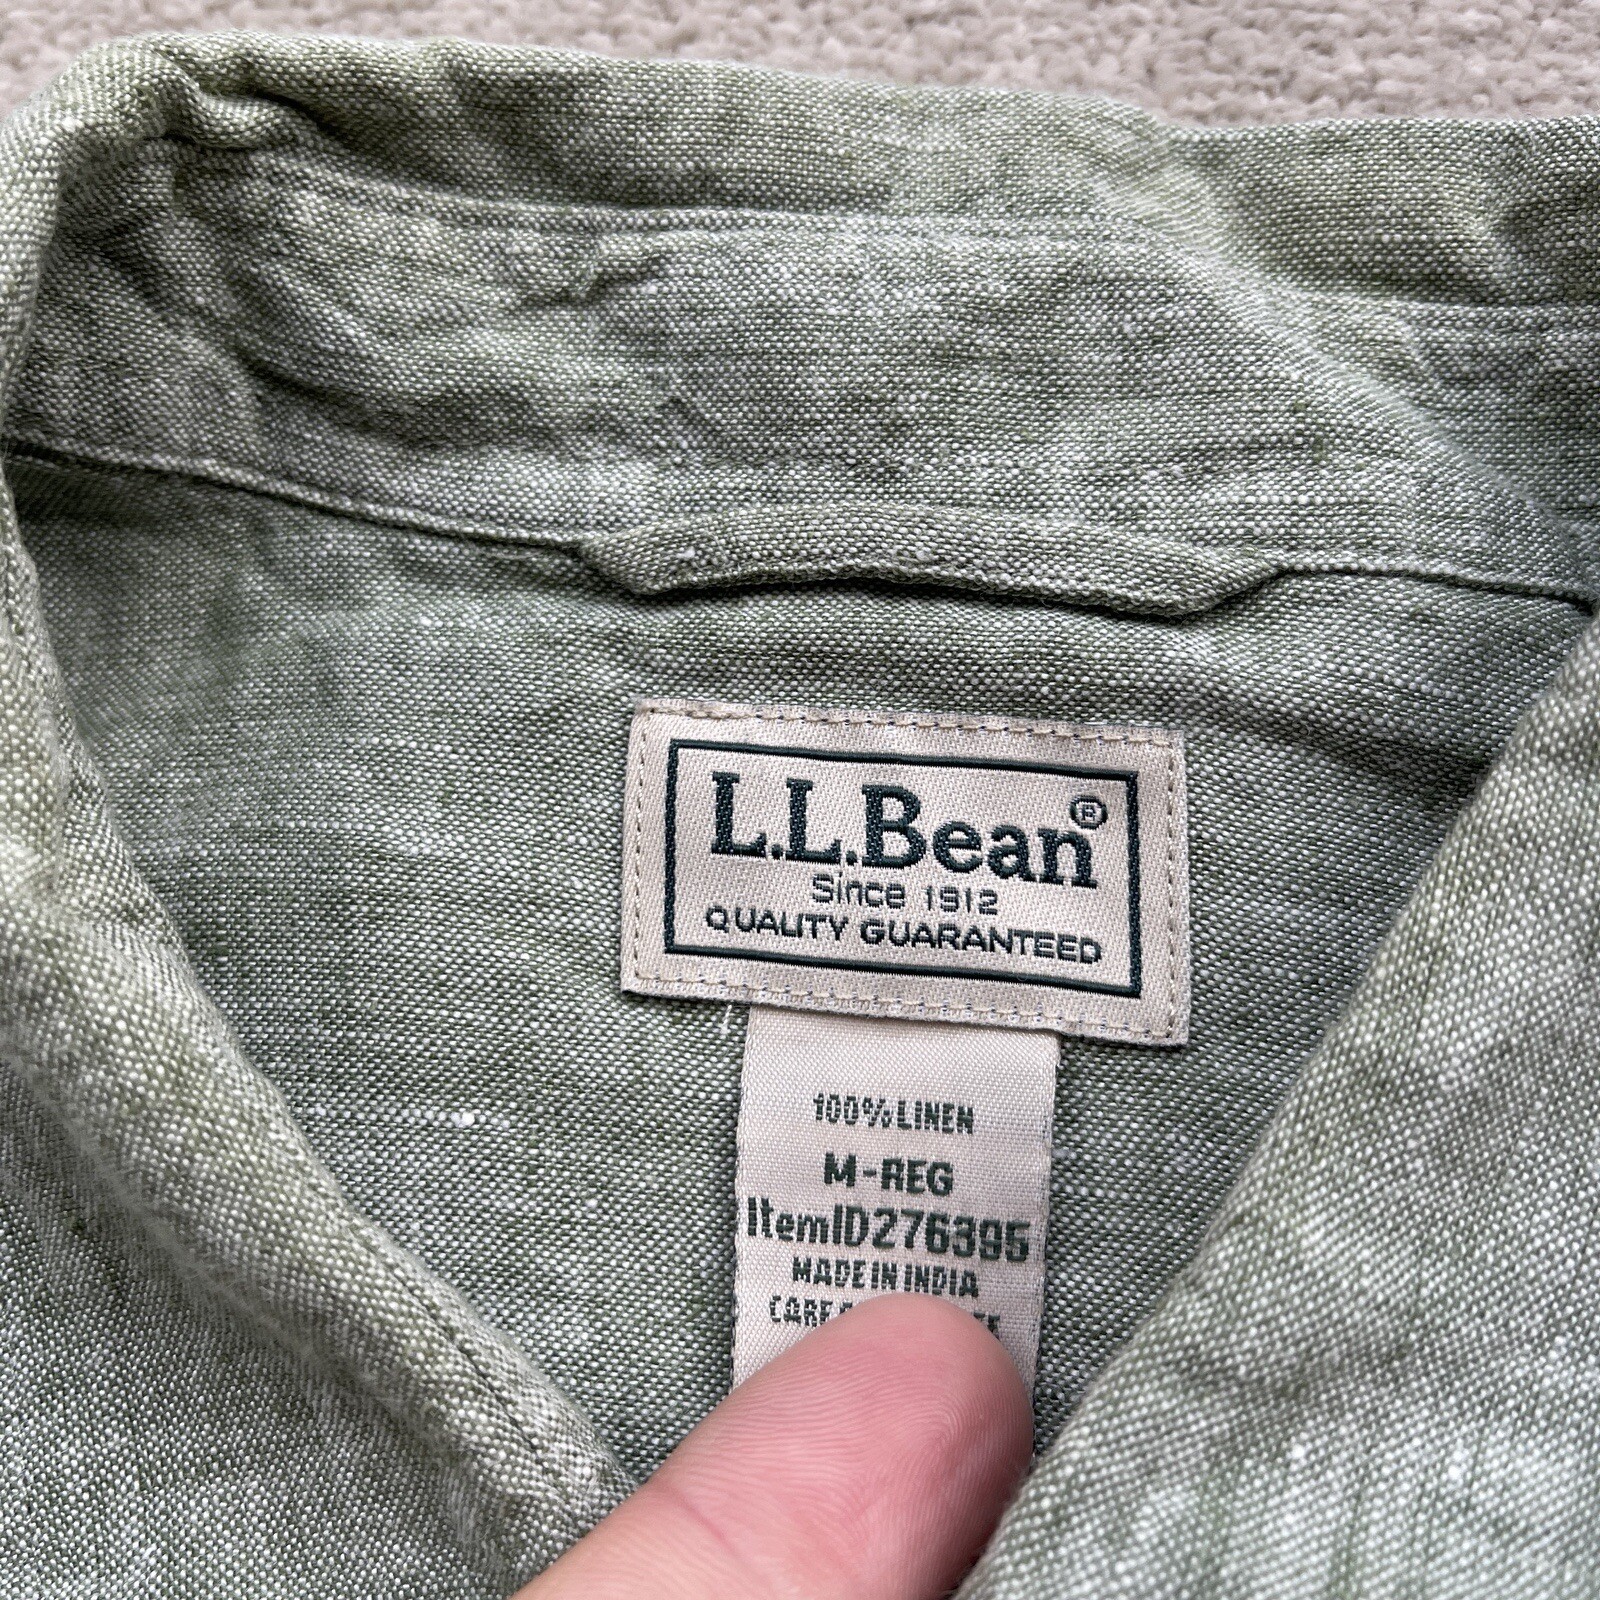 L.L.Bean®
Since 1912
QUALITY GUARANTEED
100% LINEN
M-REG
ItemID276395
MADE IN INDIA